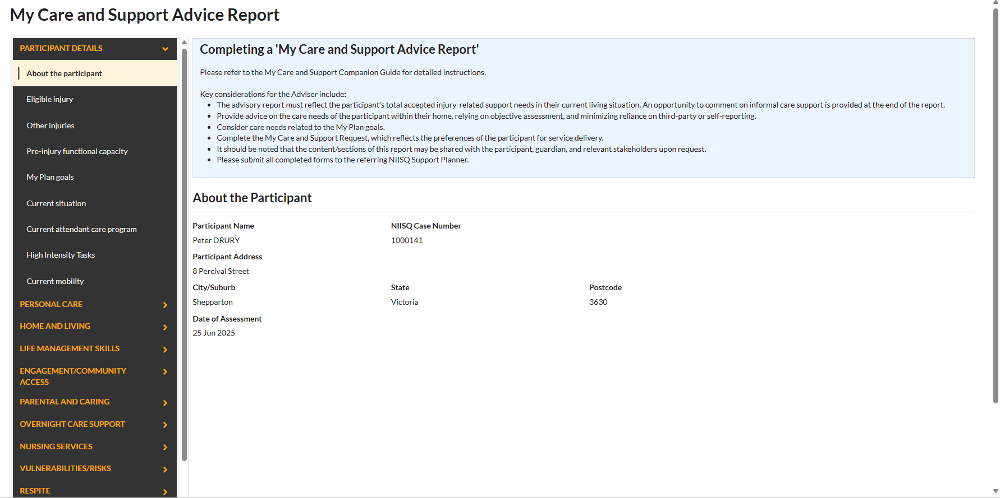 My Care and Support Advice Report
PARTICIPANT DETAILS
About the participant
Eligible injury
Other injuries
Pre-injury functional capacity
My Plan goals
Current situation
Current attendant care program
High Intensity Tasks
Current mobility
PERSONAL CARE
HOME AND LIVING
LIFE MANAGEMENT SKILLS
ENGAGEMENT/COMMUNITY
ACCESS
PARENTAL AND CARING
OVERNIGHT CARE SUPPORT
NURSING SERVICES
VULNERABILITIES/RISKS
RESPITE
Completing a 'My Care and Support Advice Report'
Please refer to the My Care and Support Companion Guide for detailed instructions.
Key considerations for the Adviser include:
• The advisory report must reflect the participant's total accepted injury-related support needs in their current living situation. An opportunity to comment on informal care support is provided at the end of the report.
• Provide advice on the care needs of the participant within their home, relying on objective assessment, and minimizing reliance on third-party or self-reporting.
• Consider care needs related to the My Plan goals.
• Complete the My Care and Support Request, which reflects the preferences of the participant for service delivery.
• It should be noted that the content/sections of this report may be shared with the participant, guardian, and relevant stakeholders upon request.
• Please submit all completed forms to the referring NIISQ Support Planner.
About the Participant
Participant Name NIISQ Case Number
Peter DRURY 1000141
Participant Address
8 Percival Street
City/Suburb State Postcode
Shepparton Victoria 3630
Date of Assessment
25 Jun 2025